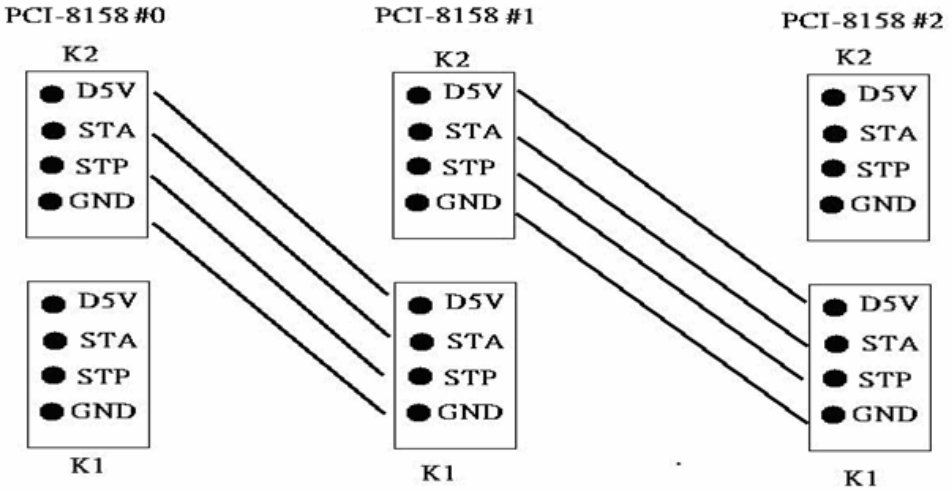 PCI-8158 #0
K2
D5V
STA
STP
GND
D5V
STA
STP
GND
K1
PCI-8158 #1
K2
D5V
STA
STP
GND
D5V
STA
STP
GND
K1
PCI-8158 #2
K2
D5V
STA
STP
GND
D5V
STA
STP
GND
K1